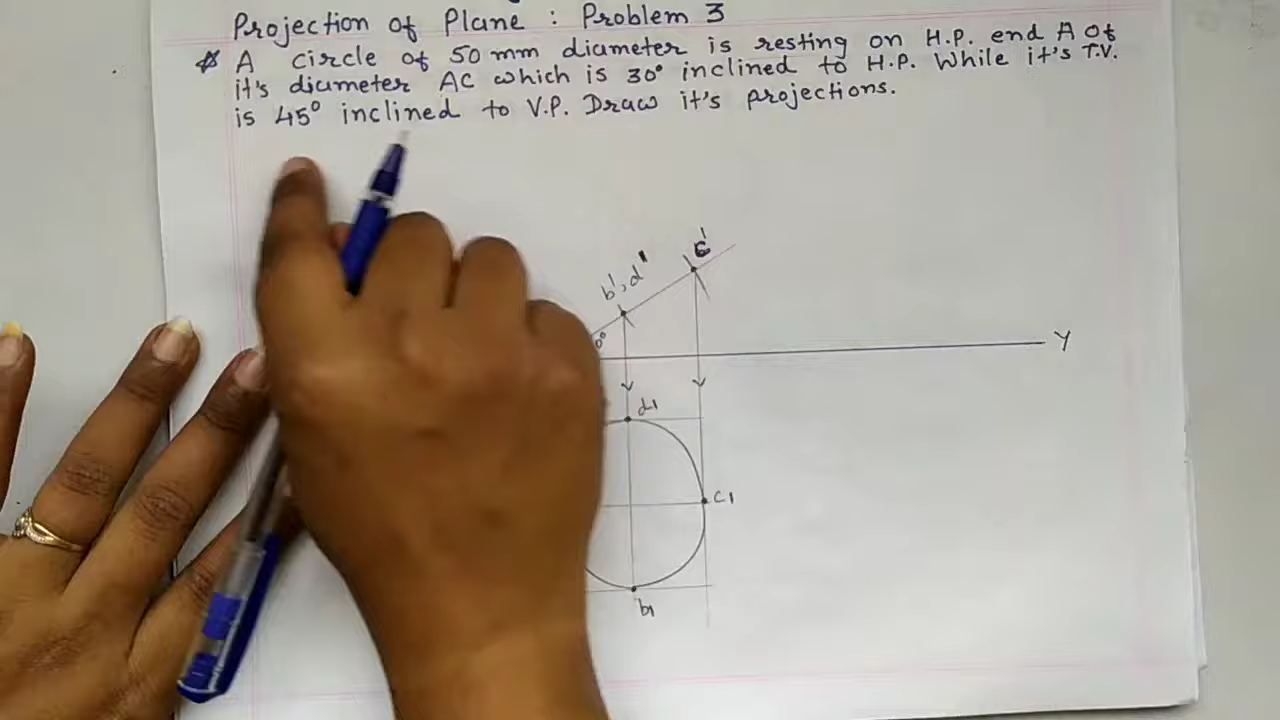 Projection of Plane : Problem 3
A circle of 50 mm diameter is resting on H.P. end A of
it's diameter AC which is 30° inclined to H.P. While it's T.V.
is 45° inclined to V.P. Draw it's projections.
c'
b', d'
0°
Y
d1
c1
b1